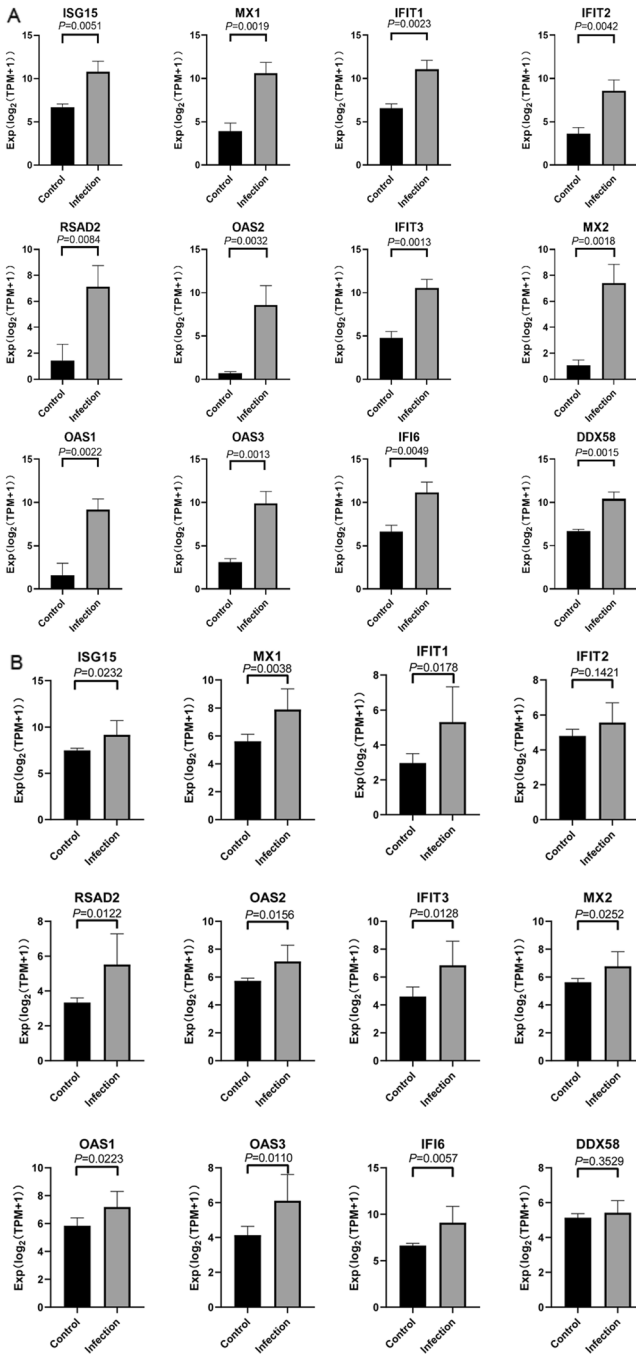 A
ISG15
P=0.0051
Exp(log2(TPM+1))
15
10
5
0
Control
Infection
MX1
P=0.0019
Exp(log2(TPM+1))
15
10
5
0
Control
Infection
IFIT1
P=0.0023
Exp(log2(TPM+1))
15
10
5
0
Control
Infection
IFIT2
P=0.0042
Exp(log2(TPM+1))
15
10
5
0
Control
Infection
RSAD2
P=0.0084
Exp(log2(TPM+1))
10
8
6
4
2
0
Control
Infection
OAS2
P=0.0032
Exp(log2(TPM+1))
15
10
5
0
Control
Infection
IFIT3
P=0.0013
Exp(log2(TPM+1))
15
10
5
0
Control
Infection
MX2
P=0.0018
Exp(log2(TPM+1))
10
8
6
4
2
0
Control
Infection
OAS1
P=0.0022
Exp(log2(TPM+1))
15
10
5
0
Control
Infection
OAS3
P=0.0013
Exp(log2(TPM+1))
15
10
5
0
Control
Infection
IFI6
P=0.0049
Exp(log2(TPM+1))
15
10
5
0
Control
Infection
DDX58
P=0.0015
Exp(log2(TPM+1))
15
10
5
0
Control
Infection
B
ISG15
P=0.0232
Exp(log2(TPM+1))
15
10
5
0
Control
Infection
MX1
P=0.0038
Exp(log2(TPM+1))
10
8
6
4
2
0
Control
Infection
IFIT1
P=0.0178
Exp(log2(TPM+1))
8
6
4
2
0
Control
Infection
IFIT2
P=0.1421
Exp(log2(TPM+1))
8
6
4
2
0
Control
Infection
RSAD2
P=0.0122
Exp(log2(TPM+1))
8
6
4
2
0
Control
Infection
OAS2
P=0.0156
Exp(log2(TPM+1))
10
8
6
4
2
0
Control
Infection
IFIT3
P=0.0128
Exp(log2(TPM+1))
10
8
6
4
2
0
Control
Infection
MX2
P=0.0252
Exp(log2(TPM+1))
10
8
6
4
2
0
Control
Infection
OAS1
P=0.0223
Exp(log2(TPM+1))
10
8
6
4
2
0
Control
Infection
OAS3
P=0.0110
Exp(log2(TPM+1))
8
6
4
2
0
Control
Infection
IFI6
P=0.0057
Exp(log2(TPM+1))
15
10
5
0
Control
Infection
DDX58
P=0.3529
Exp(log2(TPM+1))
8
6
4
2
0
Control
Infection